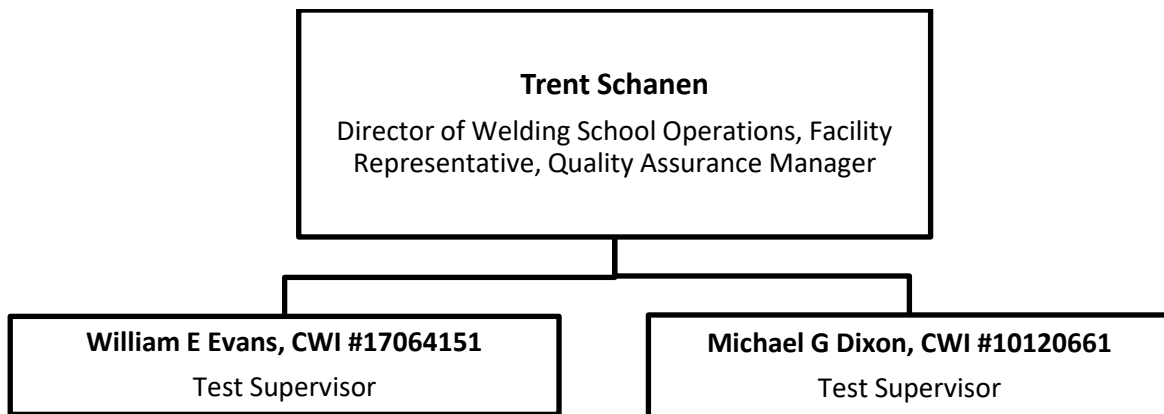 Trent Schanen
Director of Welding School Operations, Facility
Representative, Quality Assurance Manager
William E Evans, CWI #17064151
Test Supervisor
Michael G Dixon, CWI #10120661
Test Supervisor